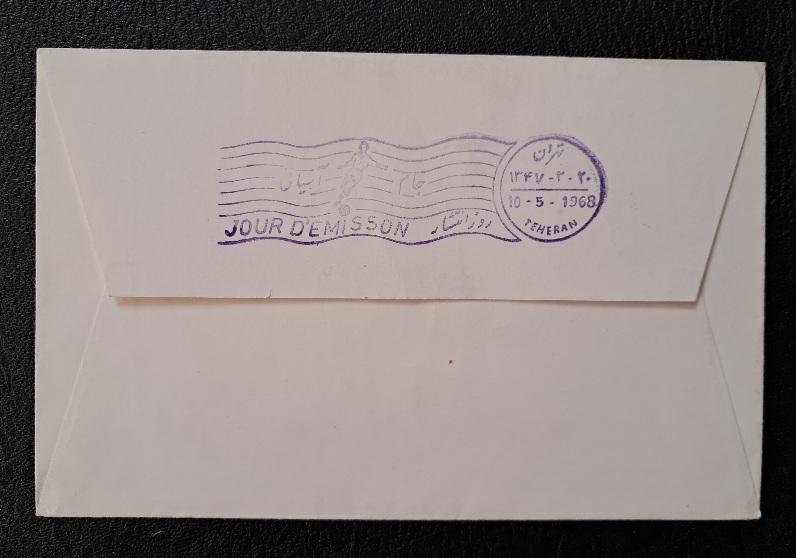 جام آسیائی
JOUR D'EMISSON روز انتشار
تهران
۱۳۴۷-۲-۲۰
10-5-1968
TEHERAN